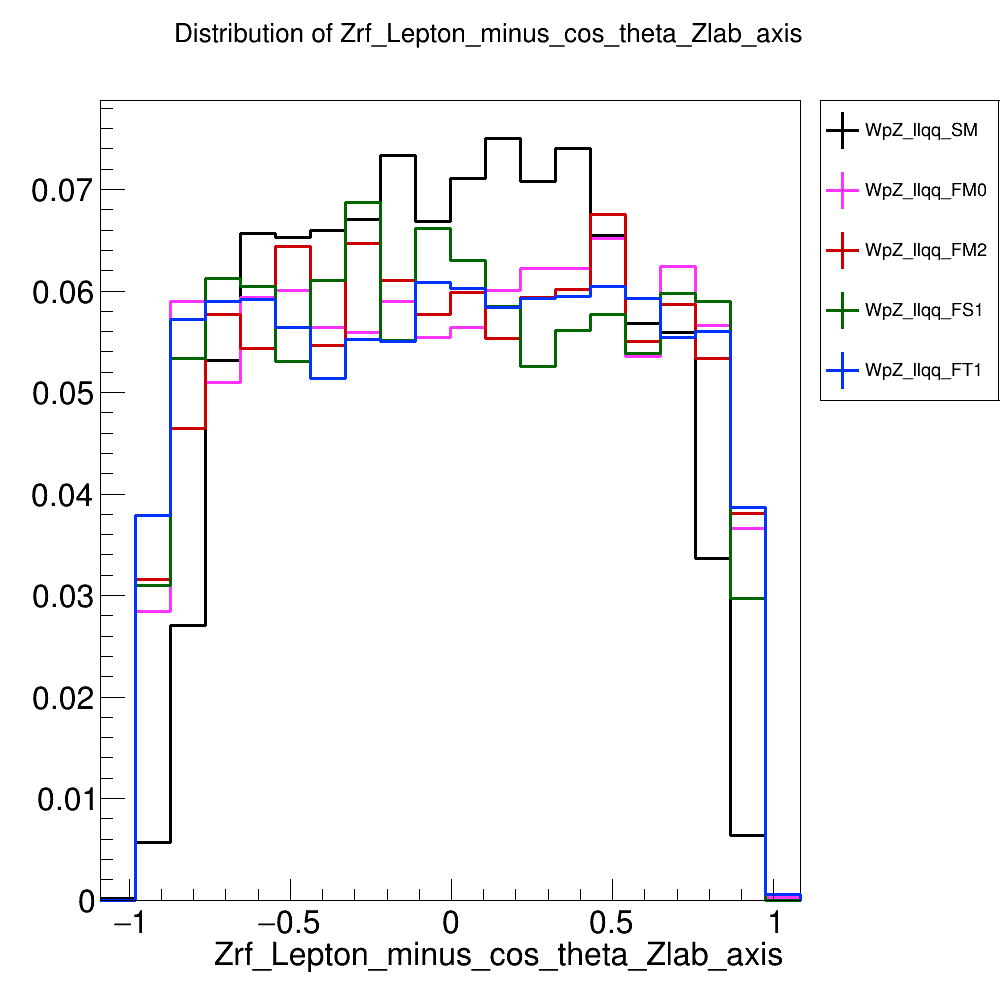 Distribution of Zrf_Lepton_minus_cos_theta_Zlab_axis
WpZ_llqq_SM
WpZ_llqq_FM0
WpZ_llqq_FM2
WpZ_llqq_FS1
WpZ_llqq_FT1
0.07
0.06
0.05
0.04
0.03
0.02
0.01
0
−1 −0.5 0 0.5 1
Zrf_Lepton_minus_cos_theta_Zlab_axis